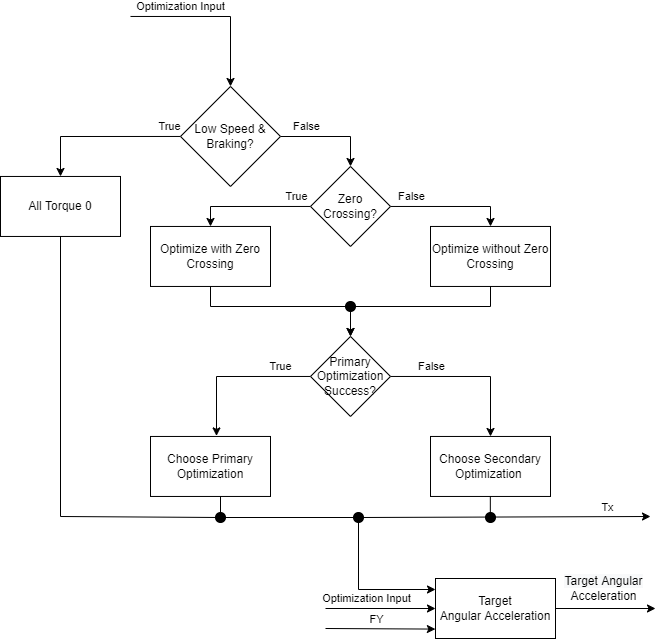 Optimization Input
True
Low Speed &
Braking?
False
All Torque 0
True
Zero
Crossing?
False
Optimize with Zero
Crossing
Optimize without Zero
Crossing
True
Primary
Optimization
Success?
False
Choose Primary
Optimization
Choose Secondary
Optimization
Tx
Optimization Input
FY
Target
Angular Acceleration
Target Angular
Acceleration